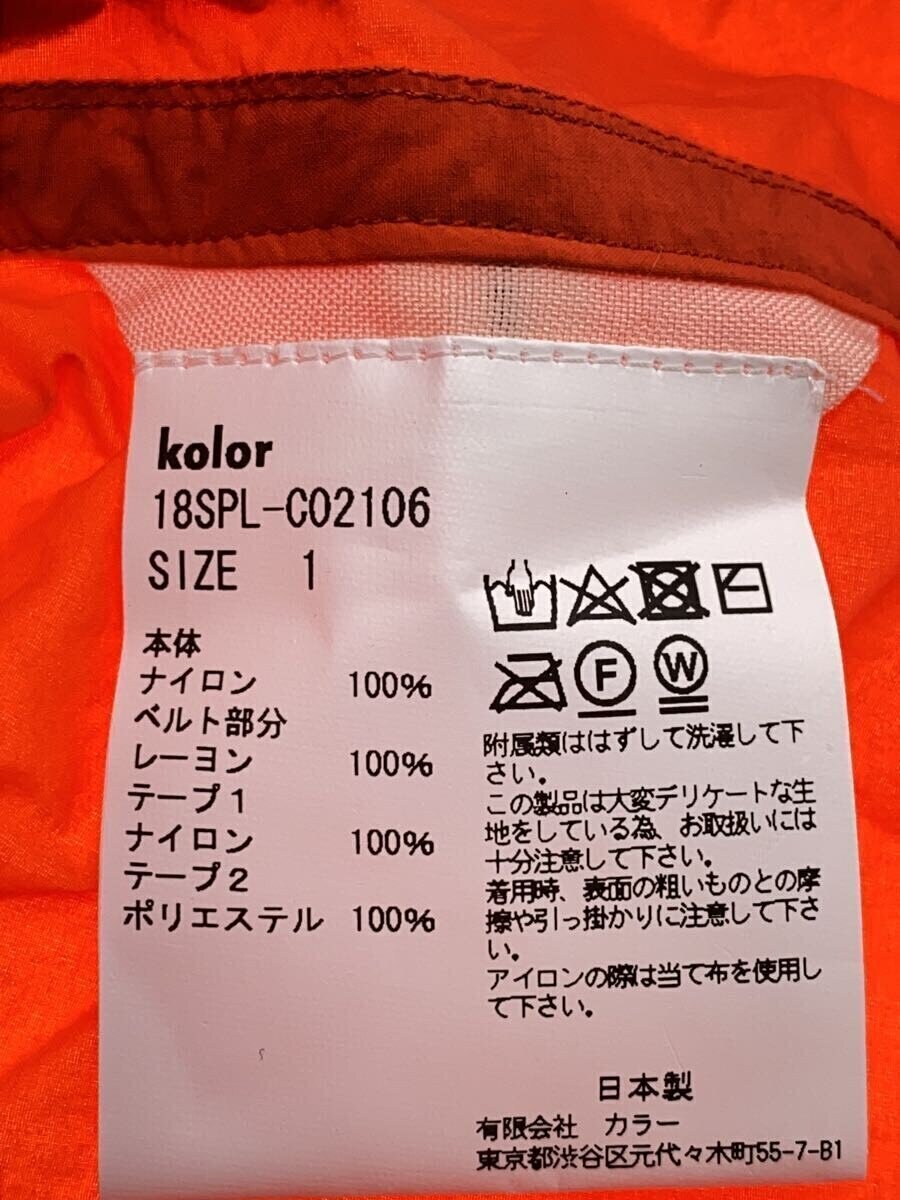 kolor
18SPL-C02106
SIZE 1
本体
ナイロン 100%
ベルト部分
レーヨン 100%
テープ1
ナイロン 100%
テープ2
ポリエステル 100%
F W
附属類ははずして洗濯して下
さい。
この製品は大変デリケートな生
地をしている為、お取扱いには
十分注意して下さい。
着用時、表面の粗いものとの摩
擦や引っ掛かりに注意して下さ
い。
アイロンの際は当て布を使用し
て下さい。
日本製
有限会社 カラー
東京都渋谷区元代々木町55-7-B1